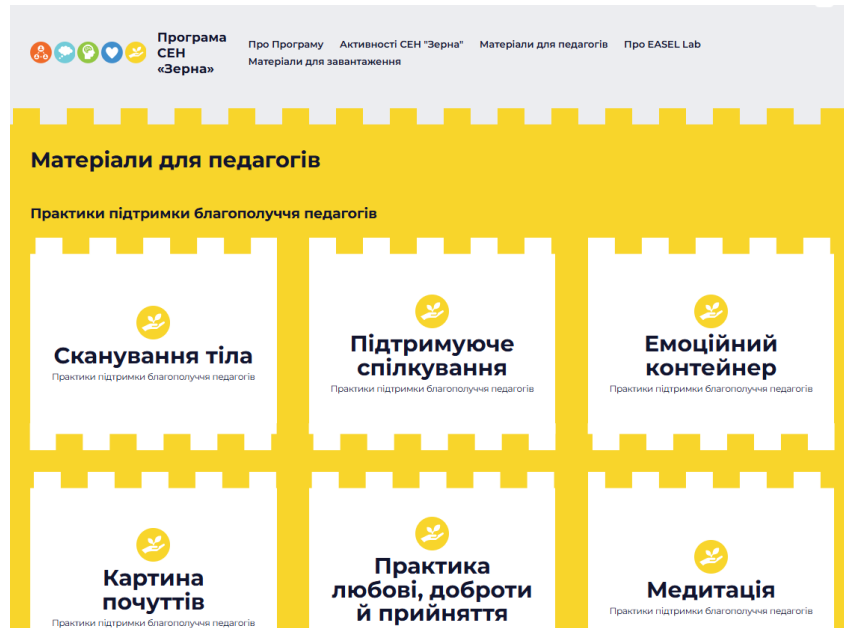 Програма
СЕН
«Зерна»
Про Програму
Активності СЕН "Зерна"
Матеріали для педагогів
Про EASEL Lab
Матеріали для завантаження
Матеріали для педагогів
Практики підтримки благополуччя педагогів
Сканування тіла
Практики підтримки благополуччя педагогів
Підтримуюче
спілкування
Практики підтримки благополуччя педагогів
Емоційний
контейнер
Практики підтримки благополуччя педагогів
Картина
почуттів
Практики підтримки благополуччя педагогів
Практика
любові, доброти
й прийняття
Медитація
Практики підтримки благополуччя педагогів